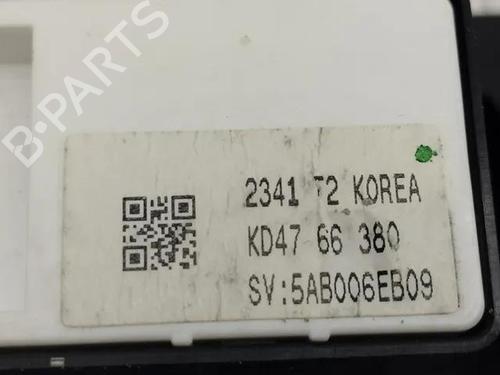 B-PARTS
2341 T2 KOREA
KD47 66 380
SV:5AB006EB09